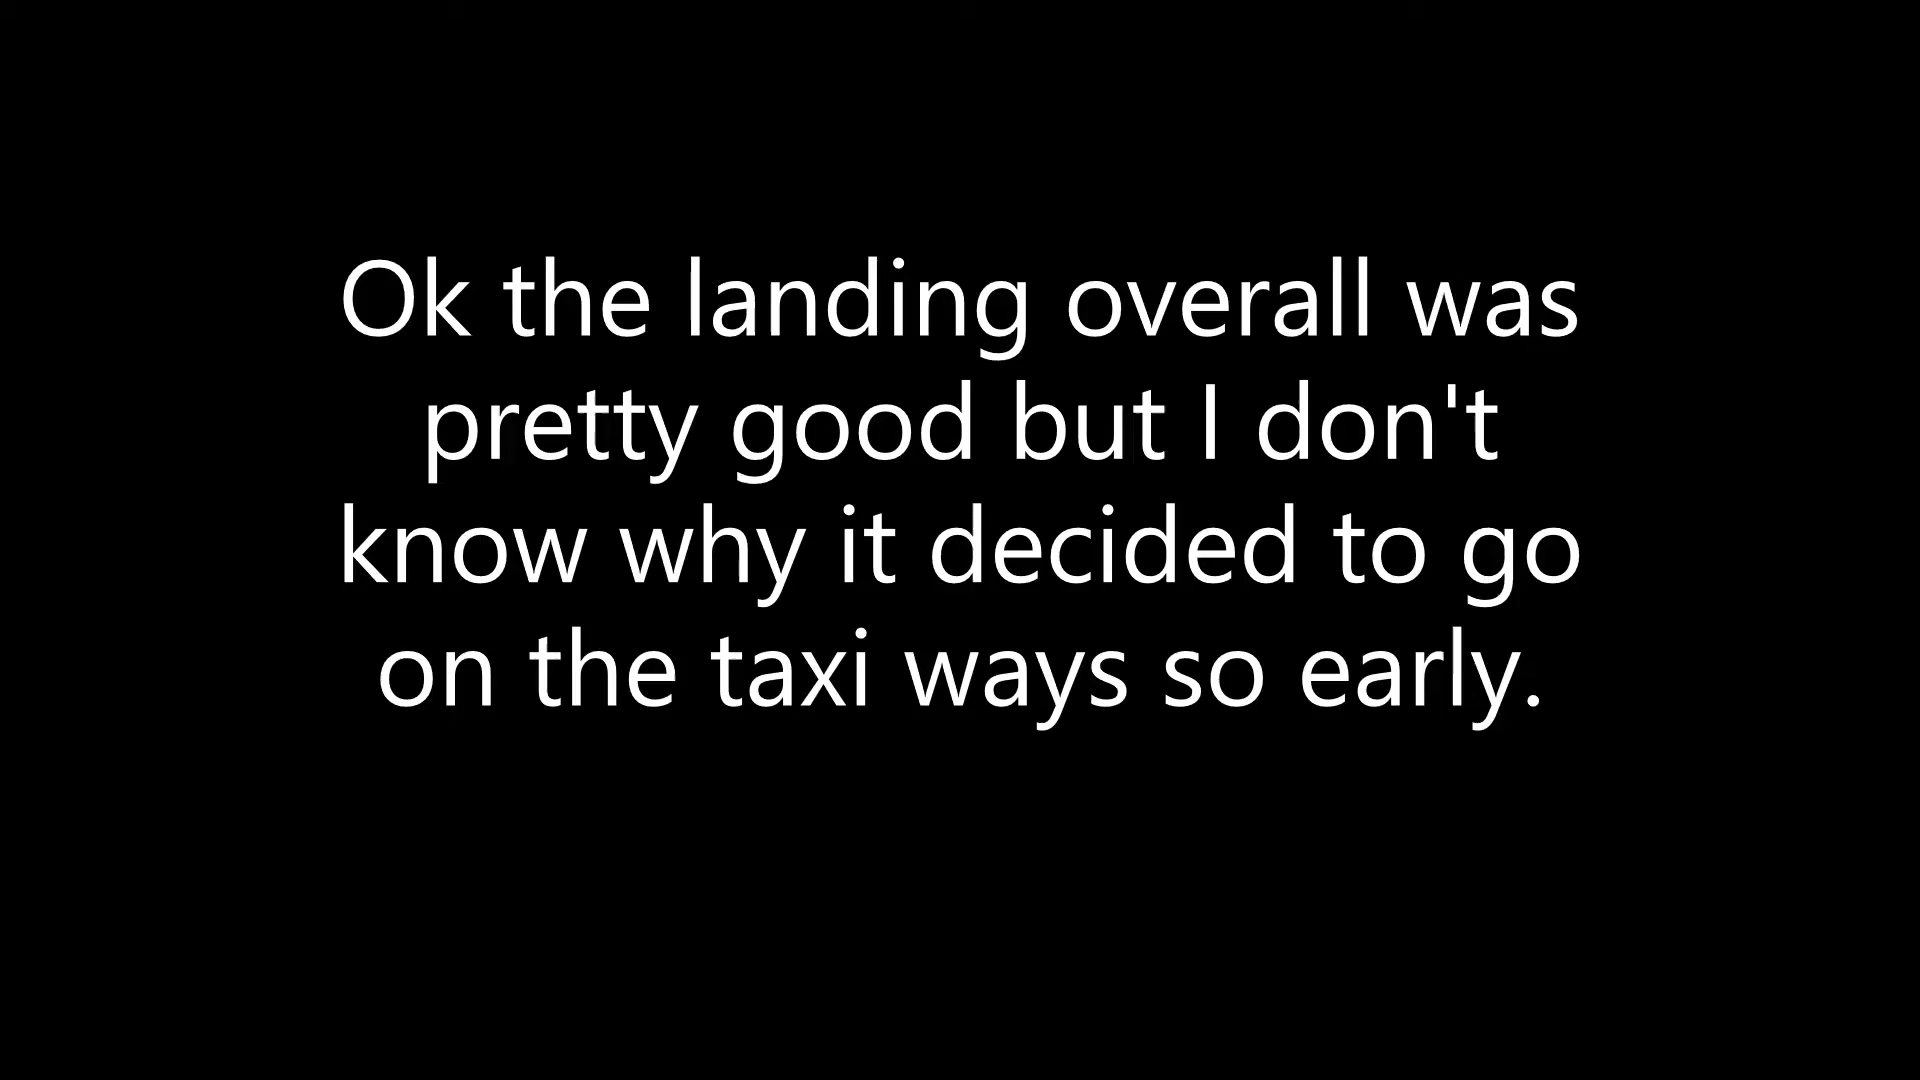 Ok the landing overall was
pretty good but I don't
know why it decided to go
on the taxi ways so early.